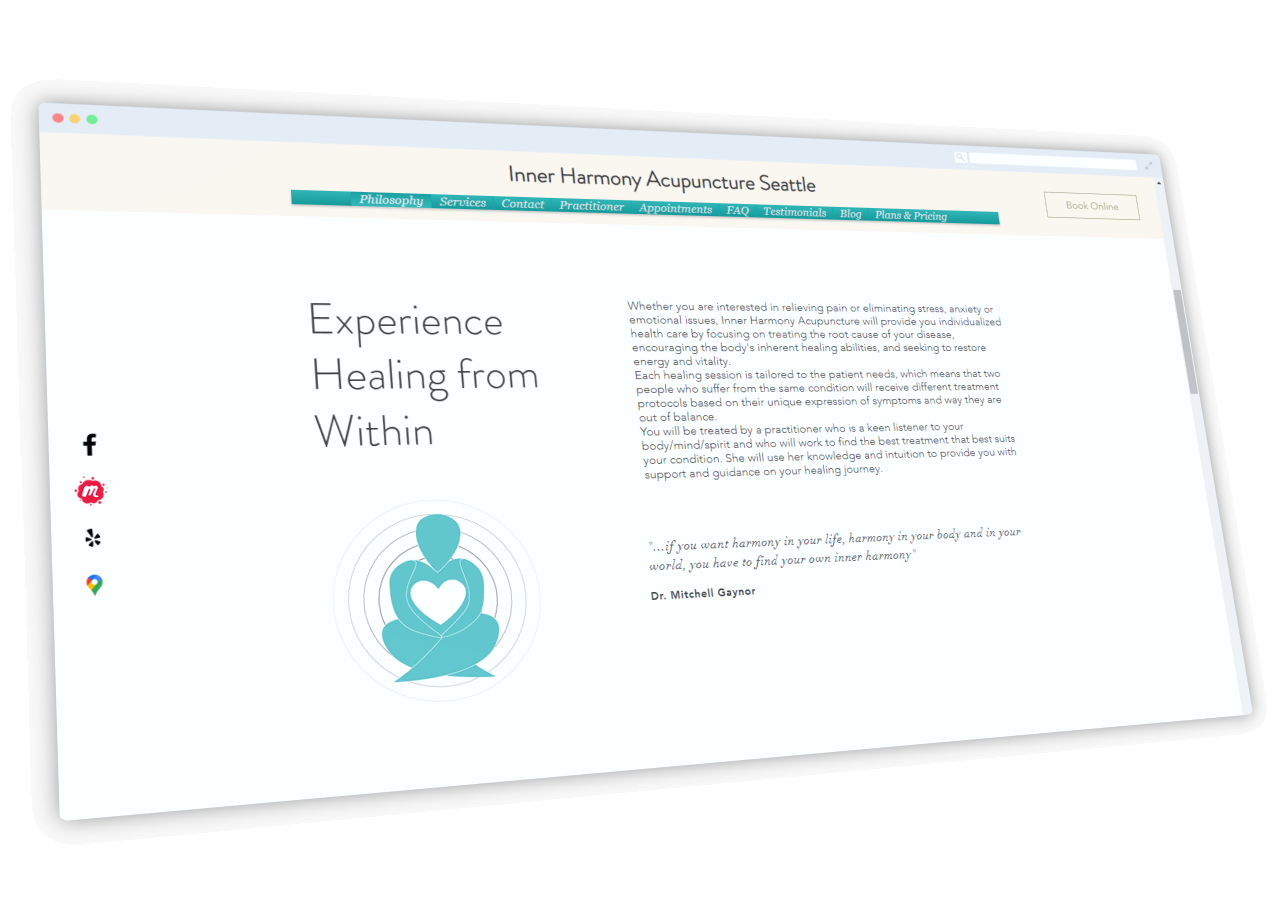 Inner Harmony Acupuncture Seattle
Philosophy Services Contact Practitioner Appointments FAQ Testimonials Blog Plans & Pricing
Book Online
Experience
Healing from
Within
Whether you are interested in relieving pain or eliminating stress, anxiety or
emotional issues, Inner Harmony Acupuncture will provide you individualized
health care by focusing on treating the root cause of your disease,
encouraging the body's inherent healing abilities, and seeking to restore
energy and vitality.
Each healing session is tailored to the patient needs, which means that two
people who suffer from the same condition will receive different treatment
protocols based on their unique expression of symptoms and way they are
out of balance.
You will be treated by a practitioner who is a keen listener to your
body/mind/spirit and who will work to find the best treatment that best suits
your condition. She will use her knowledge and intuition to provide you with
support and guidance on your healing journey.
"...if you want harmony in your life, harmony in your body and in your
world, you have to find your own inner harmony"
Dr. Mitchell Gaynor